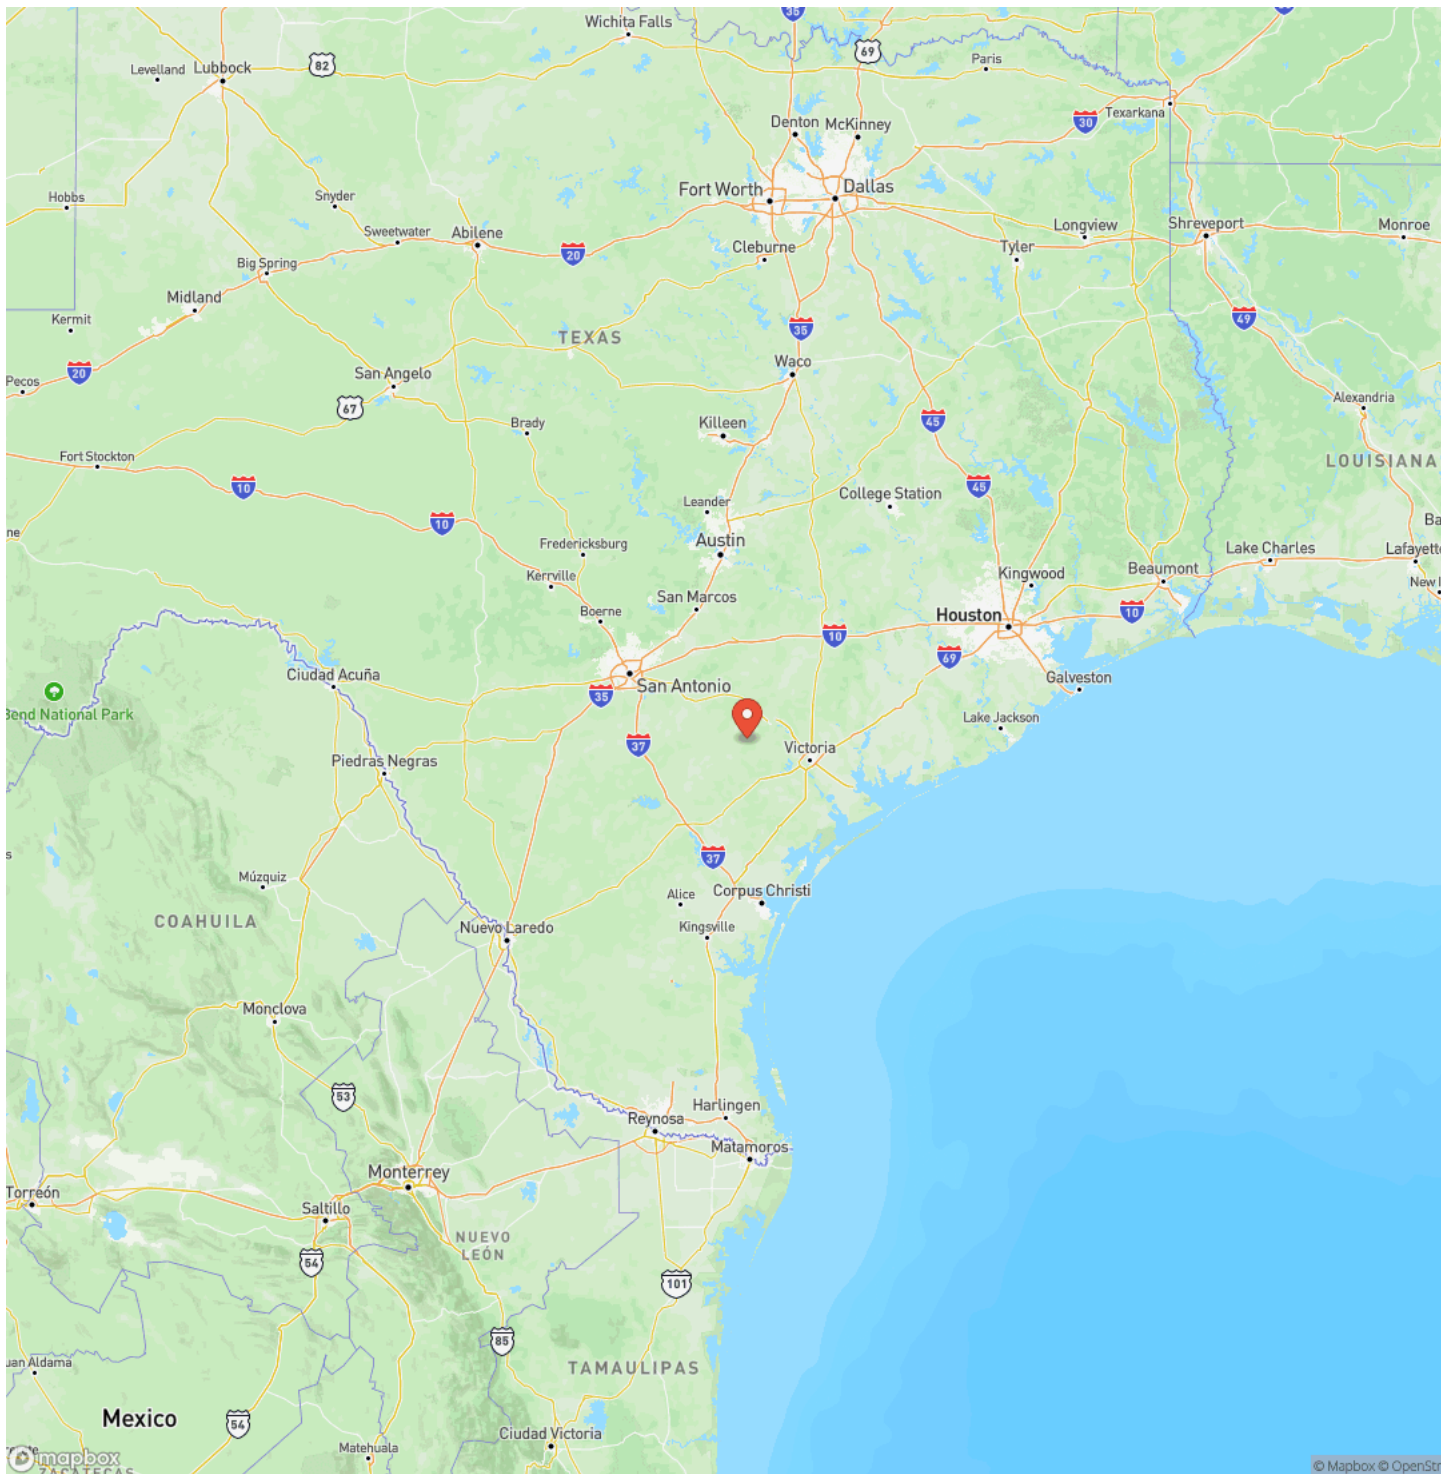 Wichita Falls
35
69
Paris
Levelland
Lubbock
82
Texarkana
Denton
McKinney
30
Fort Worth
Dallas
Hobbs
Snyder
Sweetwater
Abilene
20
Cleburne
Longview
Shreveport
Monroe
Tyler
Big Spring
Midland
Kermit
TEXAS
35
49
Waco
Pecos
20
San Angelo
67
Brady
Killeen
45
Alexandria
Fort Stockton
10
LOUISIANA
45
Leander
College Station
10
Austin
Fredericksburg
Kerrville
Kingwood
Beaumont
Lake Charles
Boerne
San Marcos
Houston
10
10
69
Ciudad Acuña
35
San Antonio
Galveston
Bend National Park
Lake Jackson
37
Victoria
Piedras Negras
37
Múzquiz
Alice
Corpus Christi
COAHUILA
Nuevo Laredo
Kingsville
Monclova
53
Harlingen
Reynosa
Matamoros
Monterrey
Torreón
Saltillo
NUEVO
LEÓN
54
101
85
TAMAULIPAS
Mexico
54
Ciudad Victoria
Matehuala
mapbox
ZACATECAS
© Mapbox © OpenStr